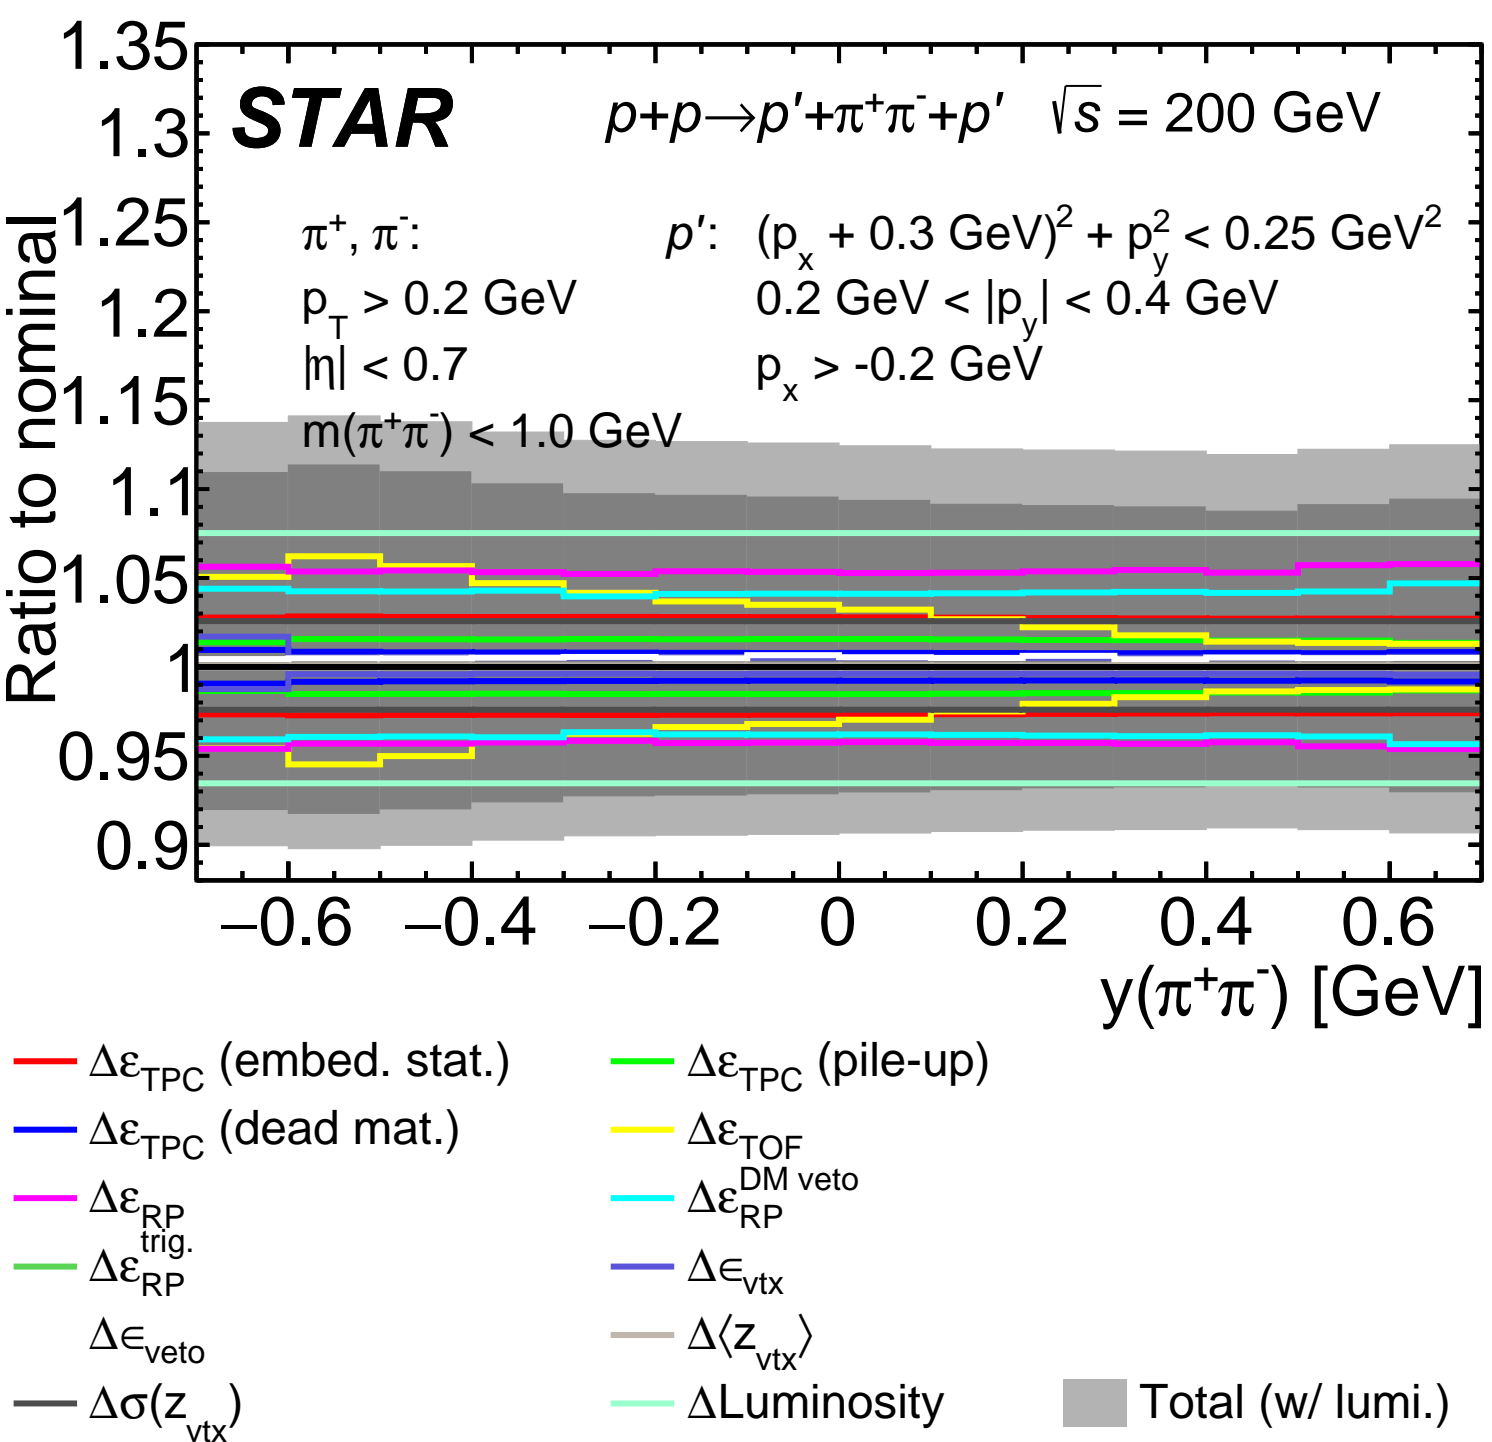 1.35
STAR p+p→p′+π⁺π⁻+p′ √s = 200 GeV
1.3
1.25
π⁺, π⁻: p′: (pₓ + 0.3 GeV)² + p_y² < 0.25 GeV²
1.2
p_T > 0.2 GeV 0.2 GeV < |p_y| < 0.4 GeV
|η| < 0.7 pₓ > -0.2 GeV
1.15
m(π⁺π⁻) < 1.0 GeV
1.1
1.05
1
0.95
0.9
Ratio to nominal
−0.6 −0.4 −0.2 0 0.2 0.4 0.6
y(π⁺π⁻) [GeV]
Δε_TPC (embed. stat.) Δε_TPC (pile-up)
Δε_TPC (dead mat.) Δε_TOF
Δε_RP Δε_RP^DM veto
Δε_RP^trig. Δ∈_vtx
Δ∈_veto Δ⟨z_vtx⟩
Δσ(z_vtx) ΔLuminosity Total (w/ lumi.)